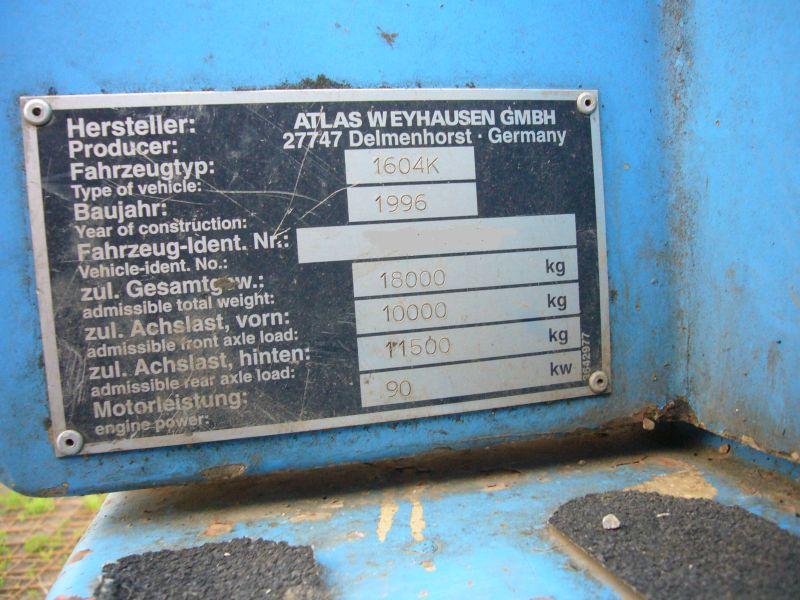 Hersteller: ATLAS WEYHAUSEN GMBH
Producer: 27747 Delmenhorst · Germany
Fahrzeugtyp: 1604K
Type of vehicle:
Baujahr: 1996
Year of construction:
Fahrzeug-Ident. Nr.:
Vehicle-ident. No.:
zul. Gesamtgew.: 18000 kg
admissible total weight:
zul. Achslast, vorn: 10000 kg
admissible front axle load:
zul. Achslast, hinten: 11500 kg
admissible rear axle load:
Motorleistung: 90 kw
engine power: